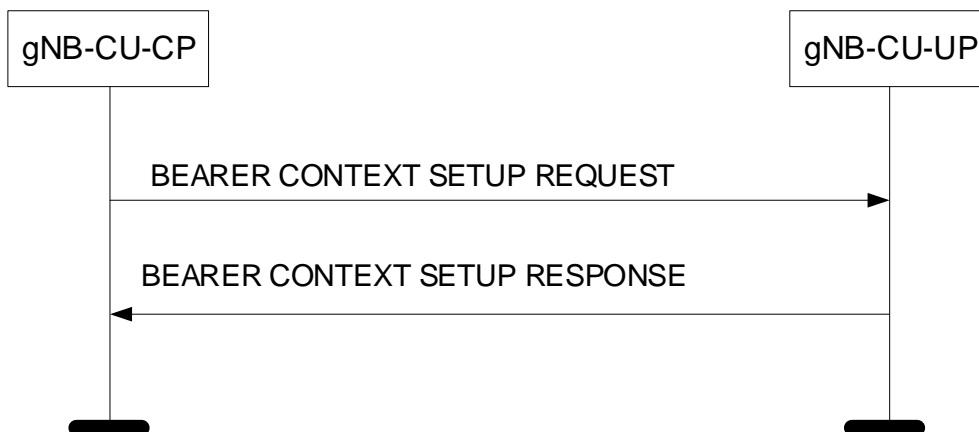 gNB-CU-CP
gNB-CU-UP
BEARER CONTEXT SETUP REQUEST
BEARER CONTEXT SETUP RESPONSE